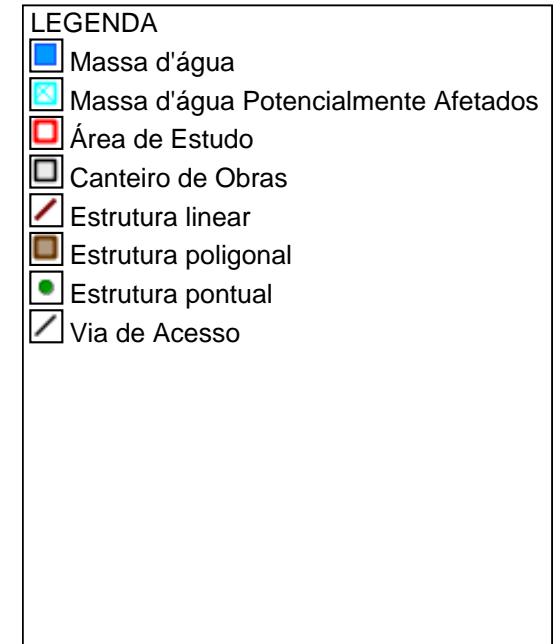 LEGENDA
Massa d'água
Massa d'água Potencialmente Afetados
Área de Estudo
Canteiro de Obras
Estrutura linear
Estrutura poligonal
Estrutura pontual
Via de Acesso